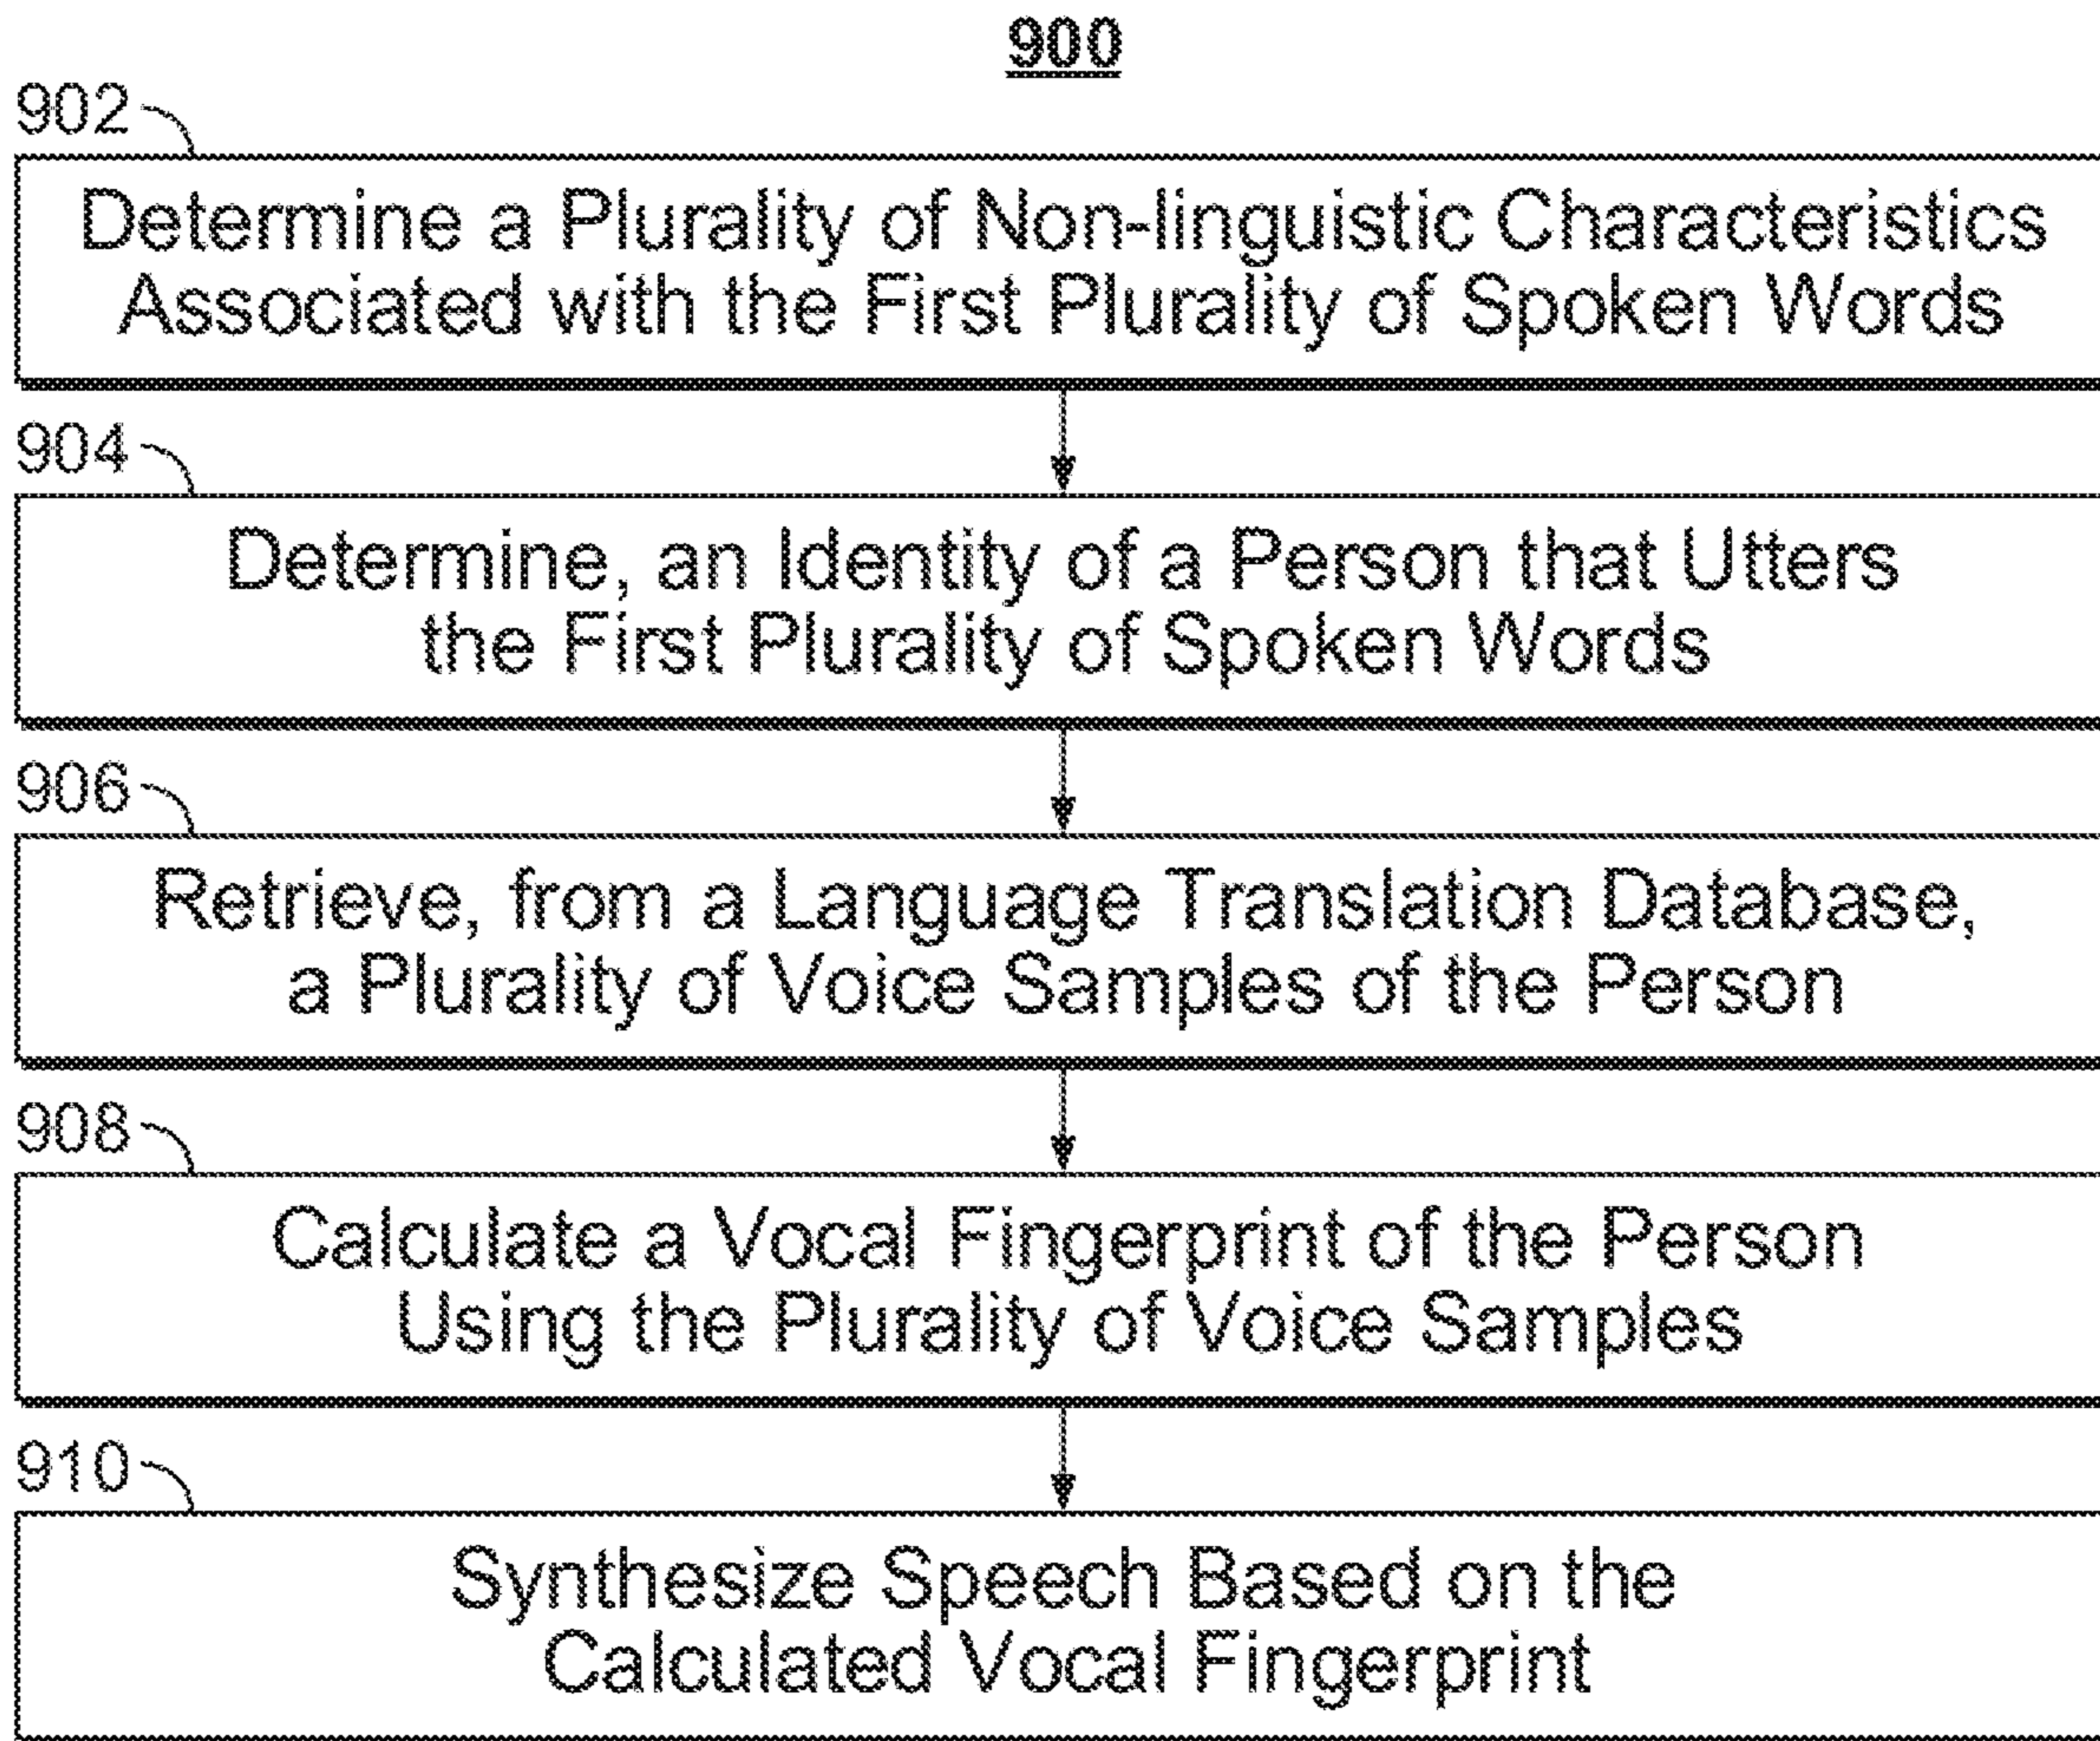 900
902
Determine a Plurality of Non-linguistic Characteristics
Associated with the First Plurality of Spoken Words
904
Determine, an Identity of a Person that Utters
the First Plurality of Spoken Words
906
Retrieve, from a Language Translation Database,
a Plurality of Voice Samples of the Person
908
Calculate a Vocal Fingerprint of the Person
Using the Plurality of Voice Samples
910
Synthesize Speech Based on the
Calculated Vocal Fingerprint